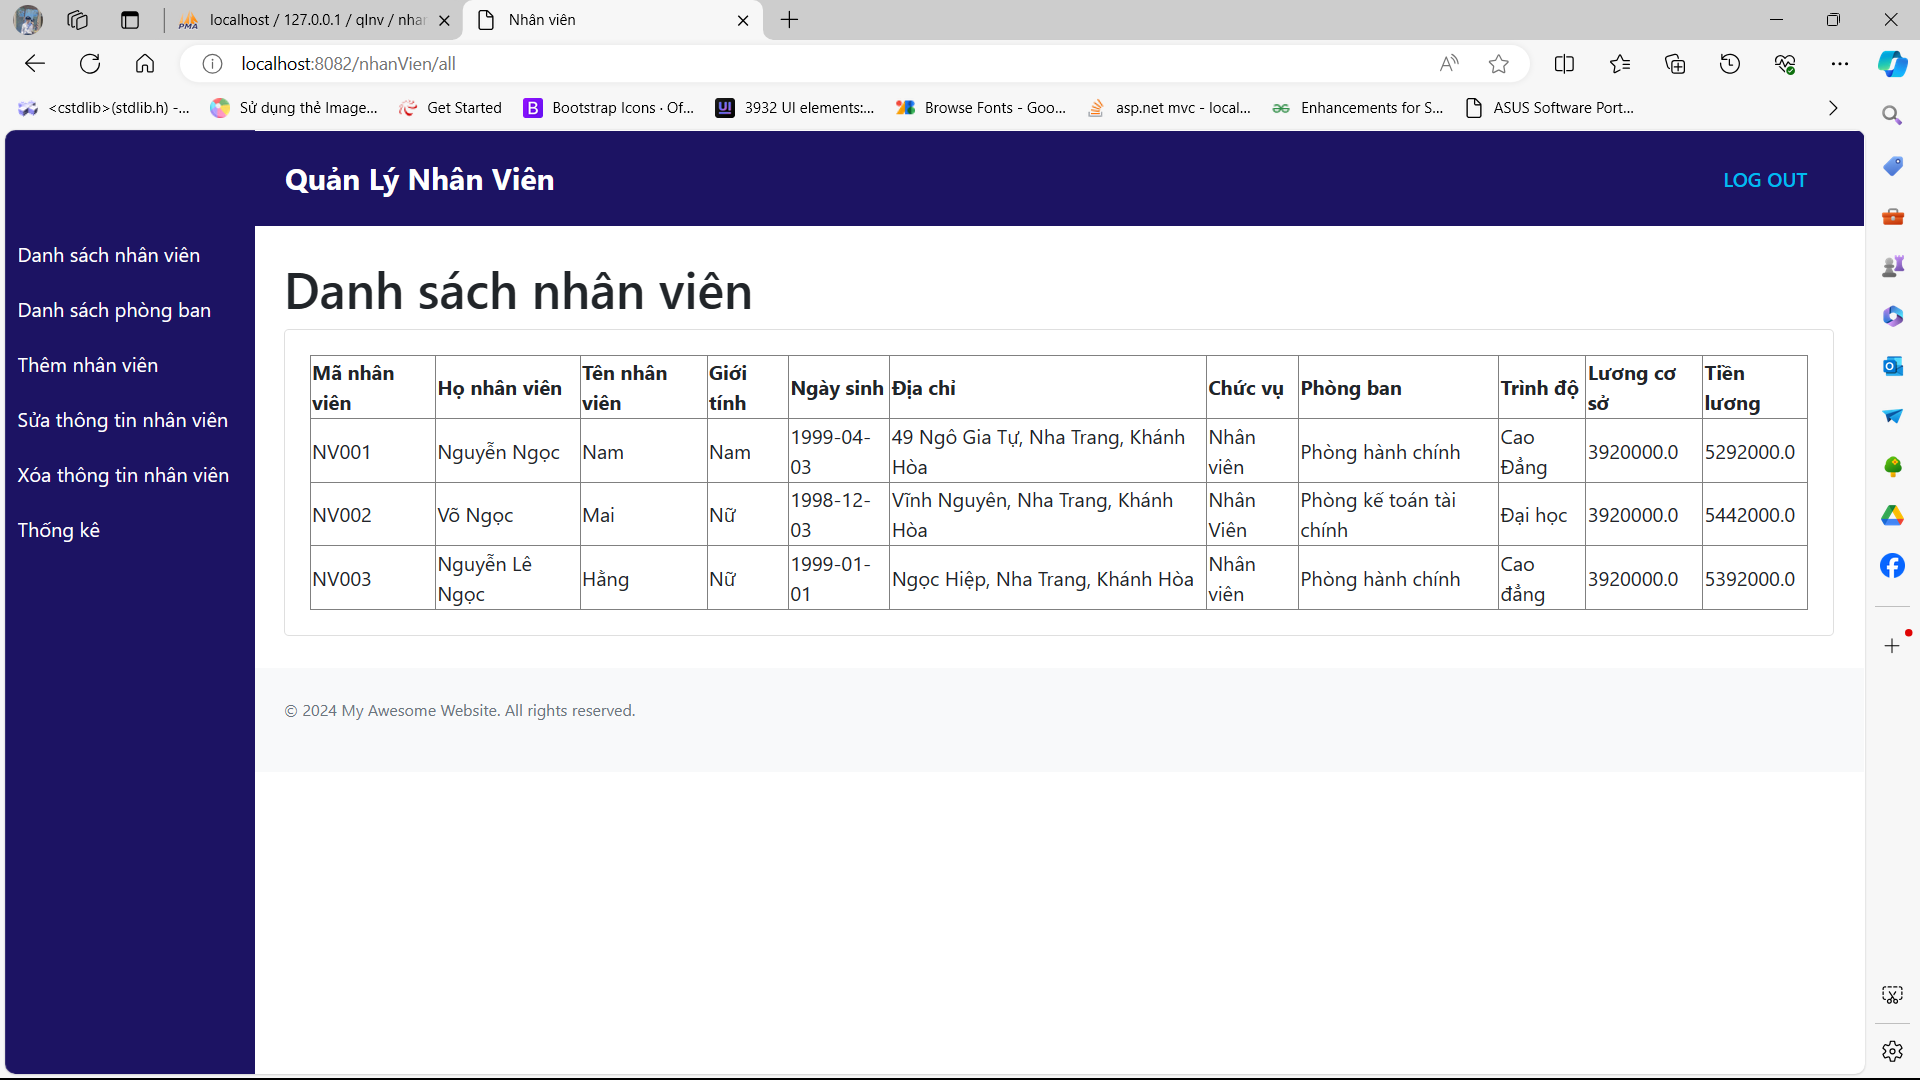 localhost / 127.0.0.1 / qlnv / nhan
Nhân viên
localhost:8082/nhanVien/all
<cstdlib>(stdlib.h) -...
Sử dụng thẻ Image...
Get Started
Bootstrap Icons · Of...
3932 UI elements:...
Browse Fonts - Goo...
asp.net mvc - local...
Enhancements for S...
ASUS Software Port...
Quản Lý Nhân Viên
LOG OUT
Danh sách nhân viên
Danh sách phòng ban
Thêm nhân viên
Sửa thông tin nhân viên
Xóa thông tin nhân viên
Thống kê
Danh sách nhân viên
Mã nhân viên Họ nhân viên Tên nhân viên Giới tính Ngày sinh Địa chỉ Chức vụ Phòng ban Trình độ Lương cơ sở Tiền lương
NV001 Nguyễn Ngọc Nam Nam 1999-04-03 49 Ngô Gia Tự, Nha Trang, Khánh Hòa Nhân viên Phòng hành chính Cao Đẳng 3920000.0 5292000.0
NV002 Võ Ngọc Mai Nữ 1998-12-03 Vĩnh Nguyên, Nha Trang, Khánh Hòa Nhân Viên Phòng kế toán tài chính Đại học 3920000.0 5442000.0
NV003 Nguyễn Lê Ngọc Hằng Nữ 1999-01-01 Ngọc Hiệp, Nha Trang, Khánh Hòa Nhân viên Phòng hành chính Cao đẳng 3920000.0 5392000.0
© 2024 My Awesome Website. All rights reserved.